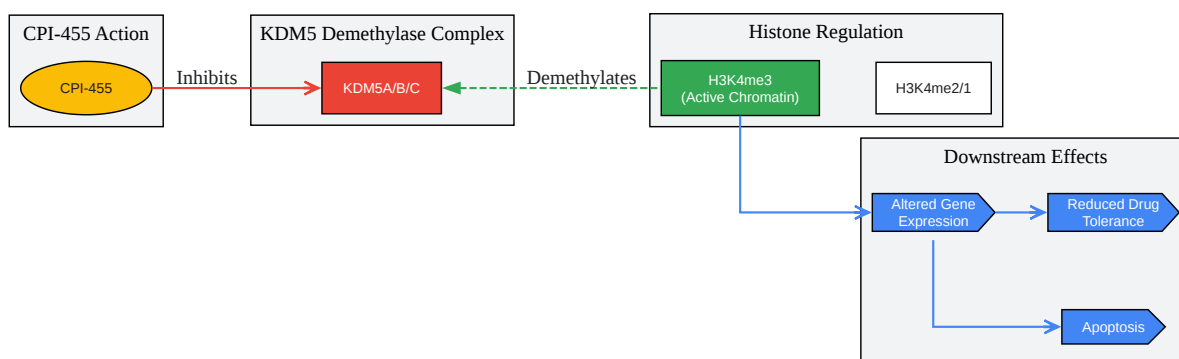 CPI-455 Action
CPI-455
Inhibits
KDM5 Demethylase Complex
KDM5A/B/C
Demethylates
Histone Regulation
H3K4me3
(Active Chromatin)
H3K4me2/1
Downstream Effects
Altered Gene
Expression
Reduced Drug
Tolerance
Apoptosis